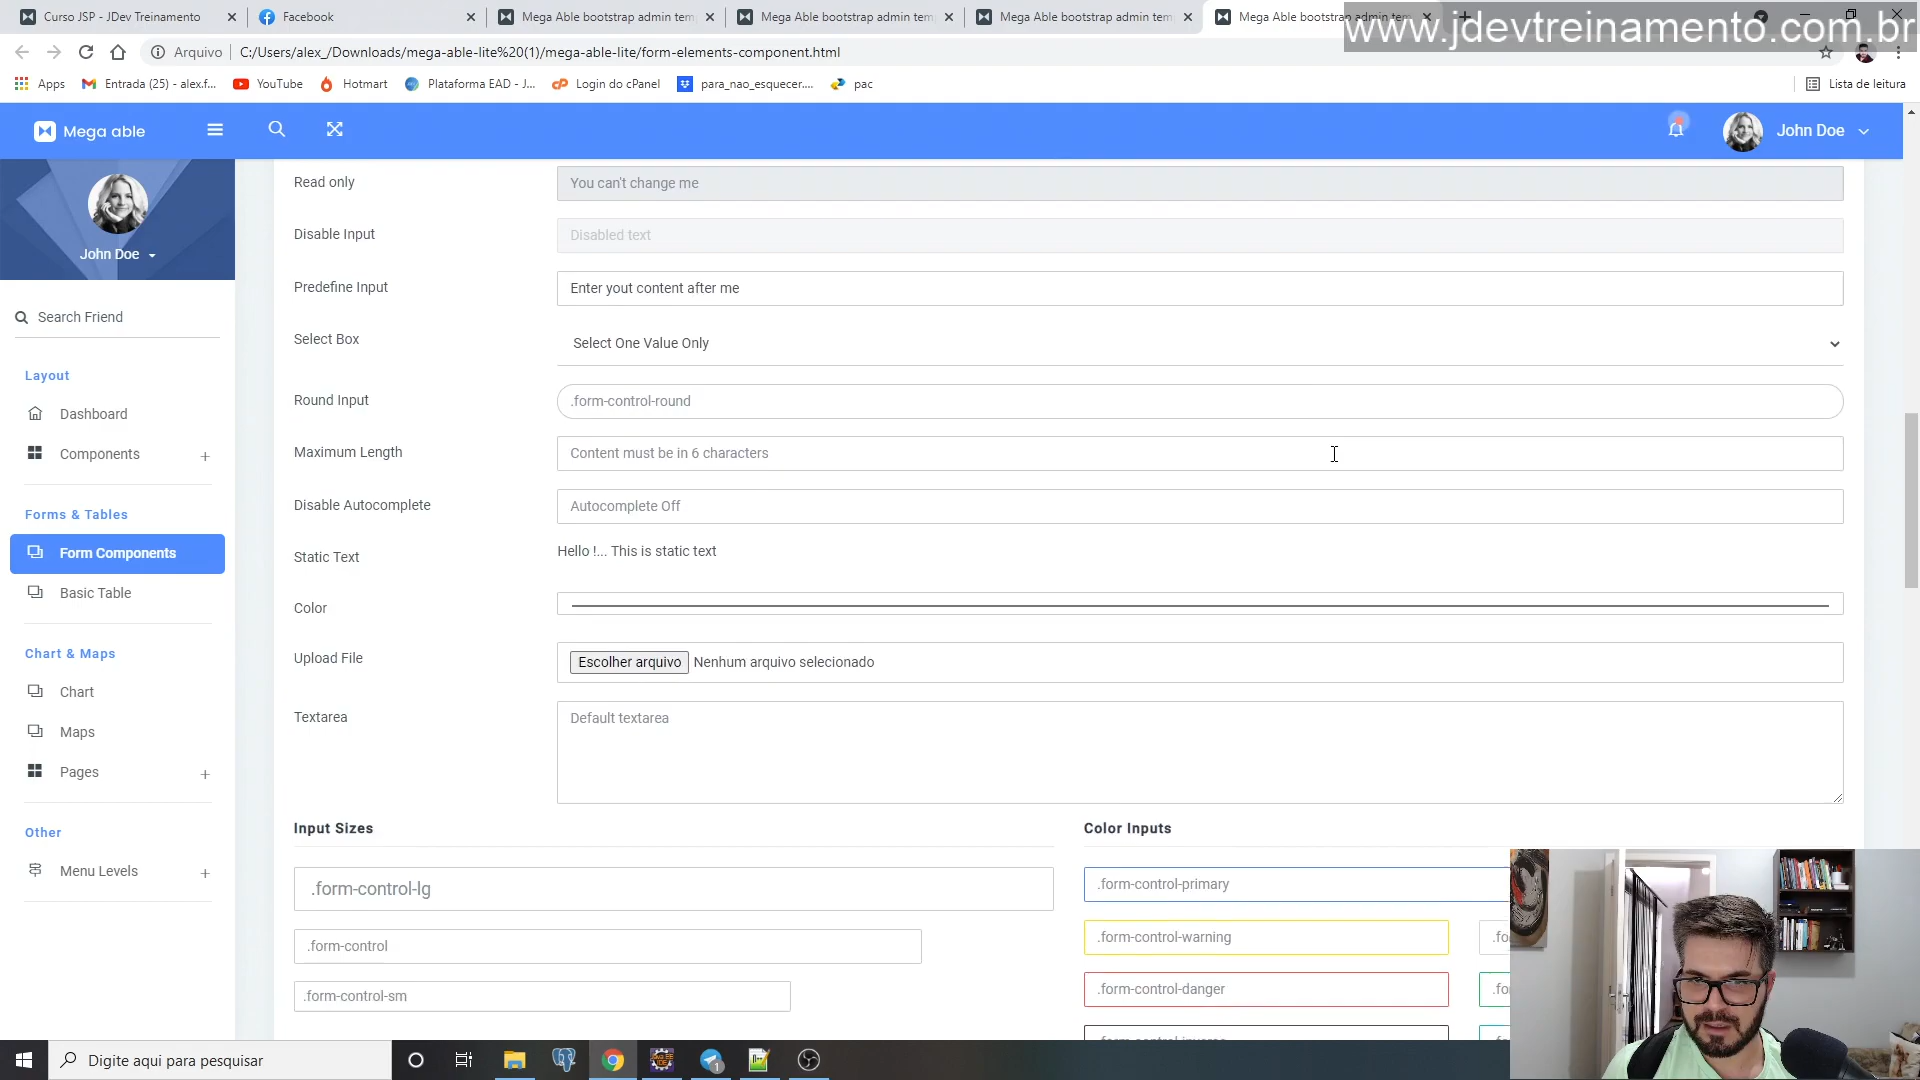 Curso JSP - JDev Treinamento
Facebook
Mega Able bootstrap admin tem
Mega Able bootstrap admin tem
Mega Able bootstrap admin tem
Mega Able bootstrap admin tem
www.jdevtreinamento.com.br
Arquivo
C:/Users/alex_/Downloads/mega-able-lite%20(1)/mega-able-lite/form-elements-component.html
Apps
Entrada (25) - alex.f...
YouTube
Hotmart
Plataforma EAD - J...
Login do cPanel
para_nao_esquecer....
pac
Lista de leitura
Mega able
John Doe
John Doe
Search Friend
Layout
Dashboard
Components
Forms & Tables
Form Components
Basic Table
Chart & Maps
Chart
Maps
Pages
Other
Menu Levels
Read only
You can't change me
Disable Input
Disabled text
Predefine Input
Enter yout content after me
Select Box
Select One Value Only
Round Input
.form-control-round
Maximum Length
Content must be in 6 characters
Disable Autocomplete
Autocomplete Off
Static Text
Hello !... This is static text
Color
Upload File
Escolher arquivo Nenhum arquivo selecionado
Textarea
Default textarea
Input Sizes
.form-control-lg
.form-control
.form-control-sm
Color Inputs
.form-control-primary
.form-control-warning
.fo
.form-control-danger
.fo
Digite aqui para pesquisar
1